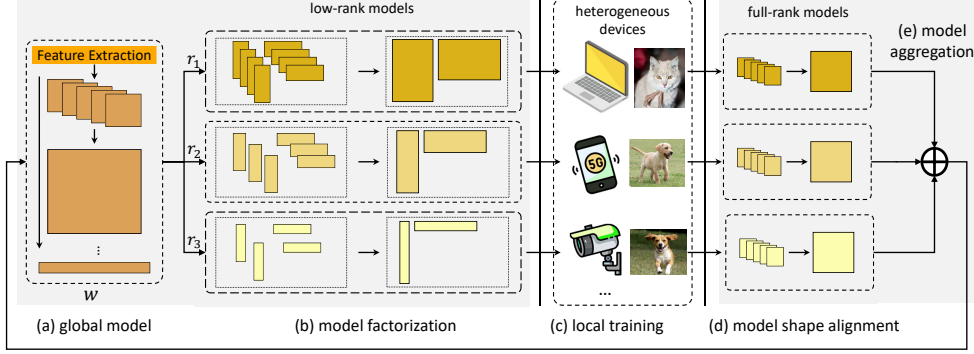 low-rank models
heterogeneous
devices
full-rank models
(e) model
aggregation
Feature Extraction
r1
r2
r3
5G
...
w
...
(a) global model
(b) model factorization
(c) local training
(d) model shape alignment